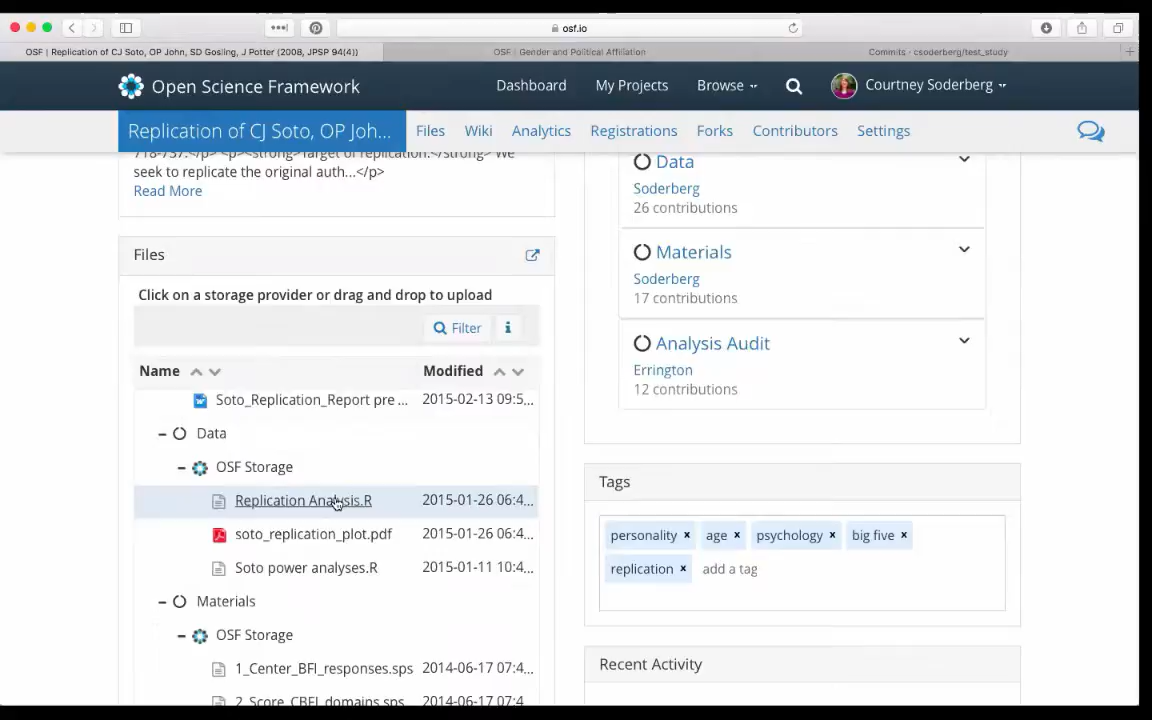 osf.io
OSF | Replication of CJ Soto, OP John, SD Gosling, J Potter (2008, JPSP 94(4))
OSF | Gender and Political Affiliation
Commits - csoderberg/test_study
Open Science Framework
Dashboard
My Projects
Browse
Courtney Soderberg
Replication of CJ Soto, OP Joh...
Files
Wiki
Analytics
Registrations
Forks
Contributors
Settings
718-737.</p> <p><strong>Target of replication:</strong> We
seek to replicate the original auth...</p>
Read More
Files
Click on a storage provider or drag and drop to upload
Filter
Name
Modified
Soto_Replication_Report pre ... 2015-02-13 09:5...
Data
OSF Storage
Replication Analysis.R 2015-01-26 06:4...
soto_replication_plot.pdf 2015-01-26 06:4...
Soto power analyses.R 2015-01-11 10:4...
Materials
OSF Storage
1_Center_BFI_responses.sps 2014-06-17 07:4...
2_Score_CBFI_domains.sps 2014-06-17 07:4...
Data
Soderberg
26 contributions
Materials
Soderberg
17 contributions
Analysis Audit
Errington
12 contributions
Tags
personality x age x psychology x big five x
replication x add a tag
Recent Activity